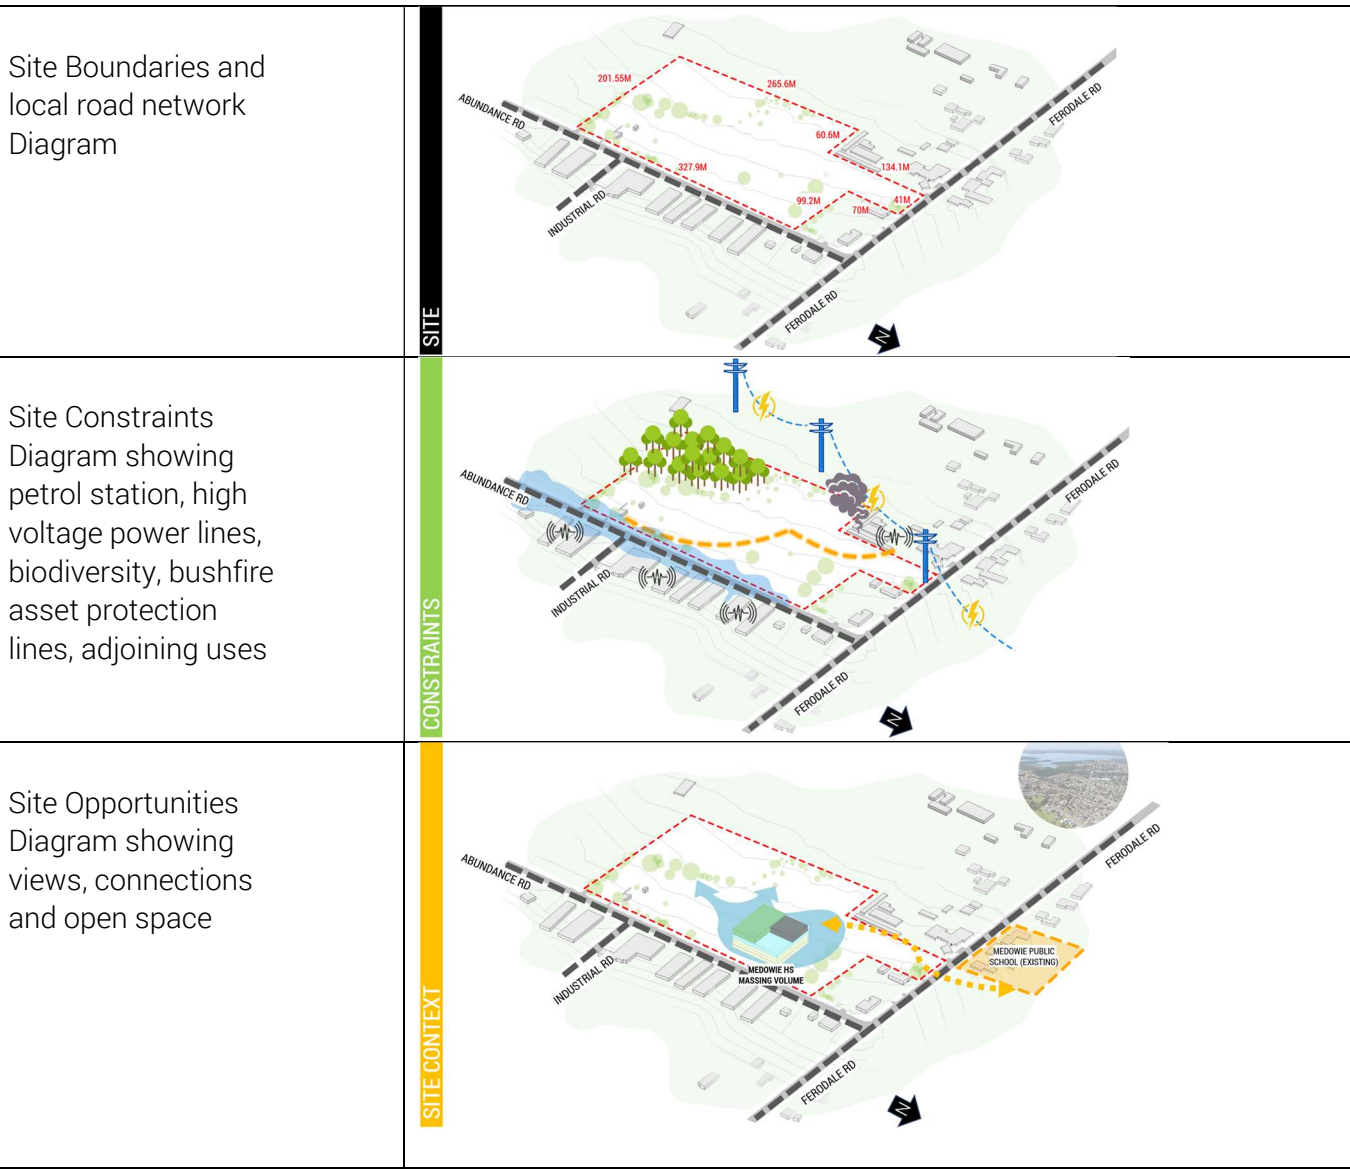 Site Boundaries and
local road network
Diagram
SITE
201.55M
265.6M
ABUNDANCE RD
FERODALE RD
60.6M
327.9M
134.1M
99.2M
41M
70M
INDUSTRIAL RD
FERODALE RD
N
Site Constraints
Diagram showing
petrol station, high
voltage power lines,
biodiversity, bushfire
asset protection
lines, adjoining uses
CONSTRAINTS
ABUNDANCE RD
FERODALE RD
INDUSTRIAL RD
FERODALE RD
N
Site Opportunities
Diagram showing
views, connections
and open space
SITE CONTEXT
ABUNDANCE RD
FERODALE RD
MEDOWIE PUBLIC
SCHOOL (EXISTING)
MEDOWIE HS
MASSING VOLUME
INDUSTRIAL RD
FERODALE RD
N